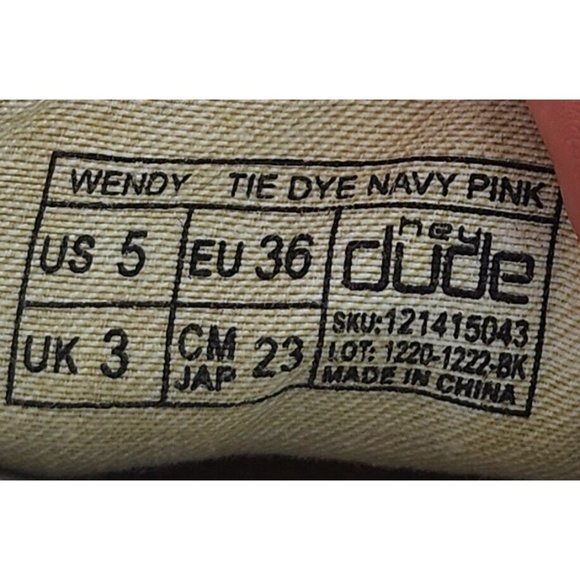 WENDY TIE DYE NAVY PINK
US 5 EU 36
hey
dude
UK 3 CM
JAP 23
SKU:121415043
LOT: 1220-1222-BK
MADE IN CHINA